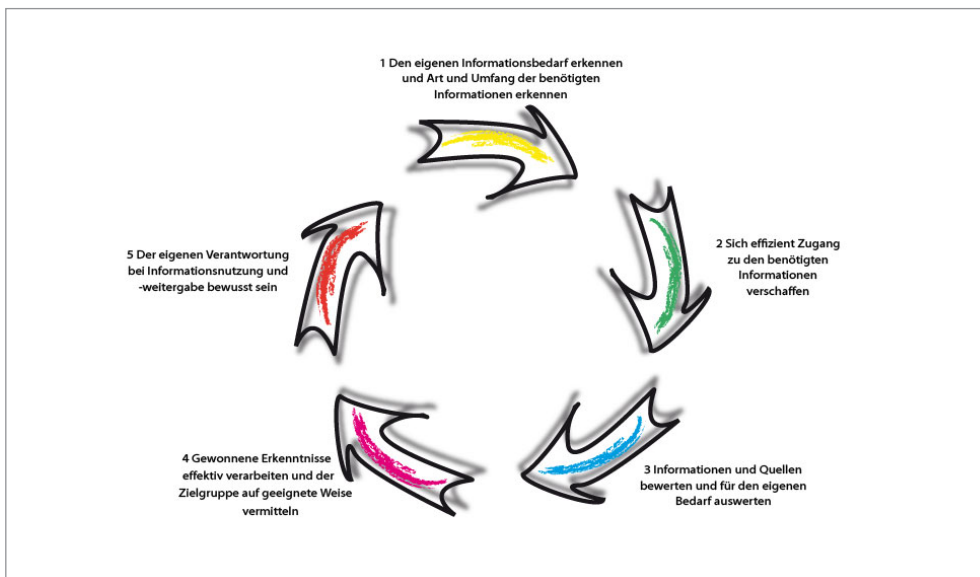 1 Den eigenen Informationsbedarf erkennen
und Art und Umfang der benötigten
Informationen erkennen
2 Sich effizient Zugang
zu den benötigten
Informationen
verschaffen
3 Informationen und Quellen
bewerten und für den eigenen
Bedarf auswerten
4 Gewonnene Erkenntnisse
effektiv verarbeiten und der
Zielgruppe auf geeignete Weise
vermitteln
5 Der eigenen Verantwortung
bei Informationsnutzung und
-weitergabe bewusst sein